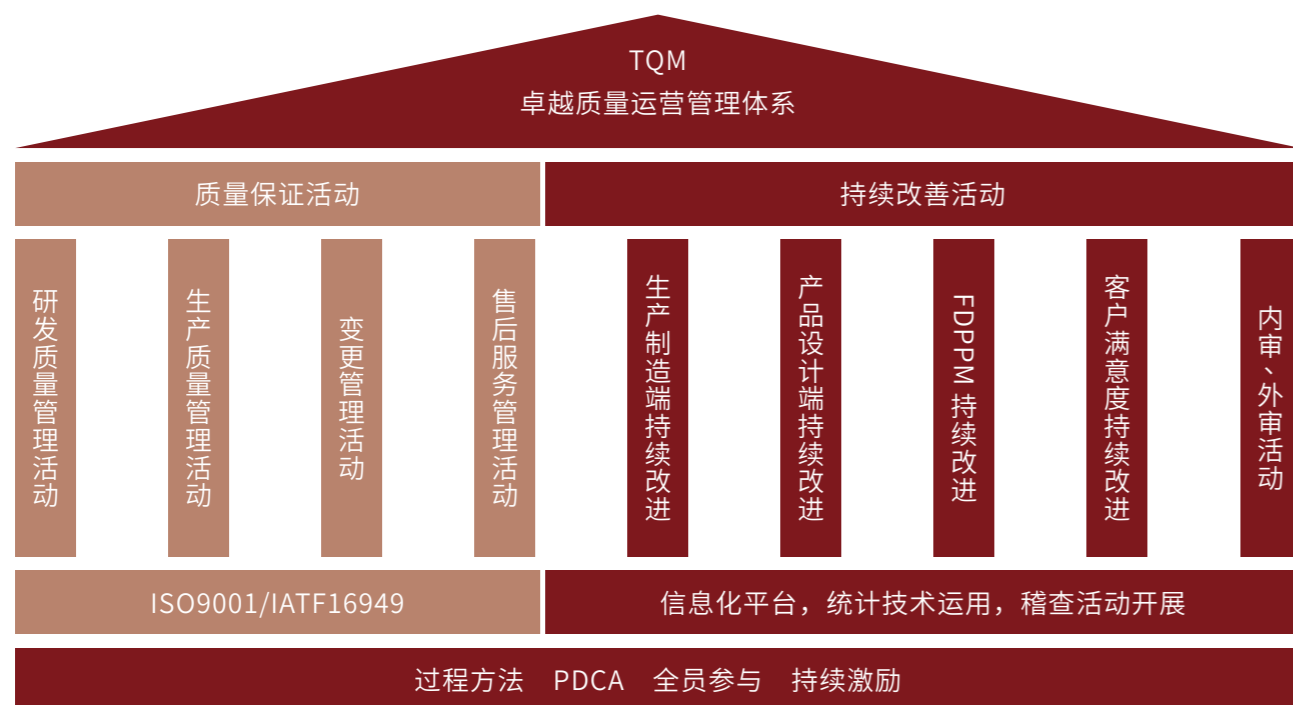 TQM
卓越质量运营管理体系
质量保证活动
持续改善活动
研发质量管理活动
生产质量管理活动
变更管理活动
售后服务管理活动
生产制造端持续改进
产品设计端持续改进
FDPPM 持续改进
客户满意度持续改进
内审、外审活动
ISO9001/IATF16949
信息化平台，统计技术运用，稽查活动开展
过程方法 PDCA 全员参与 持续激励